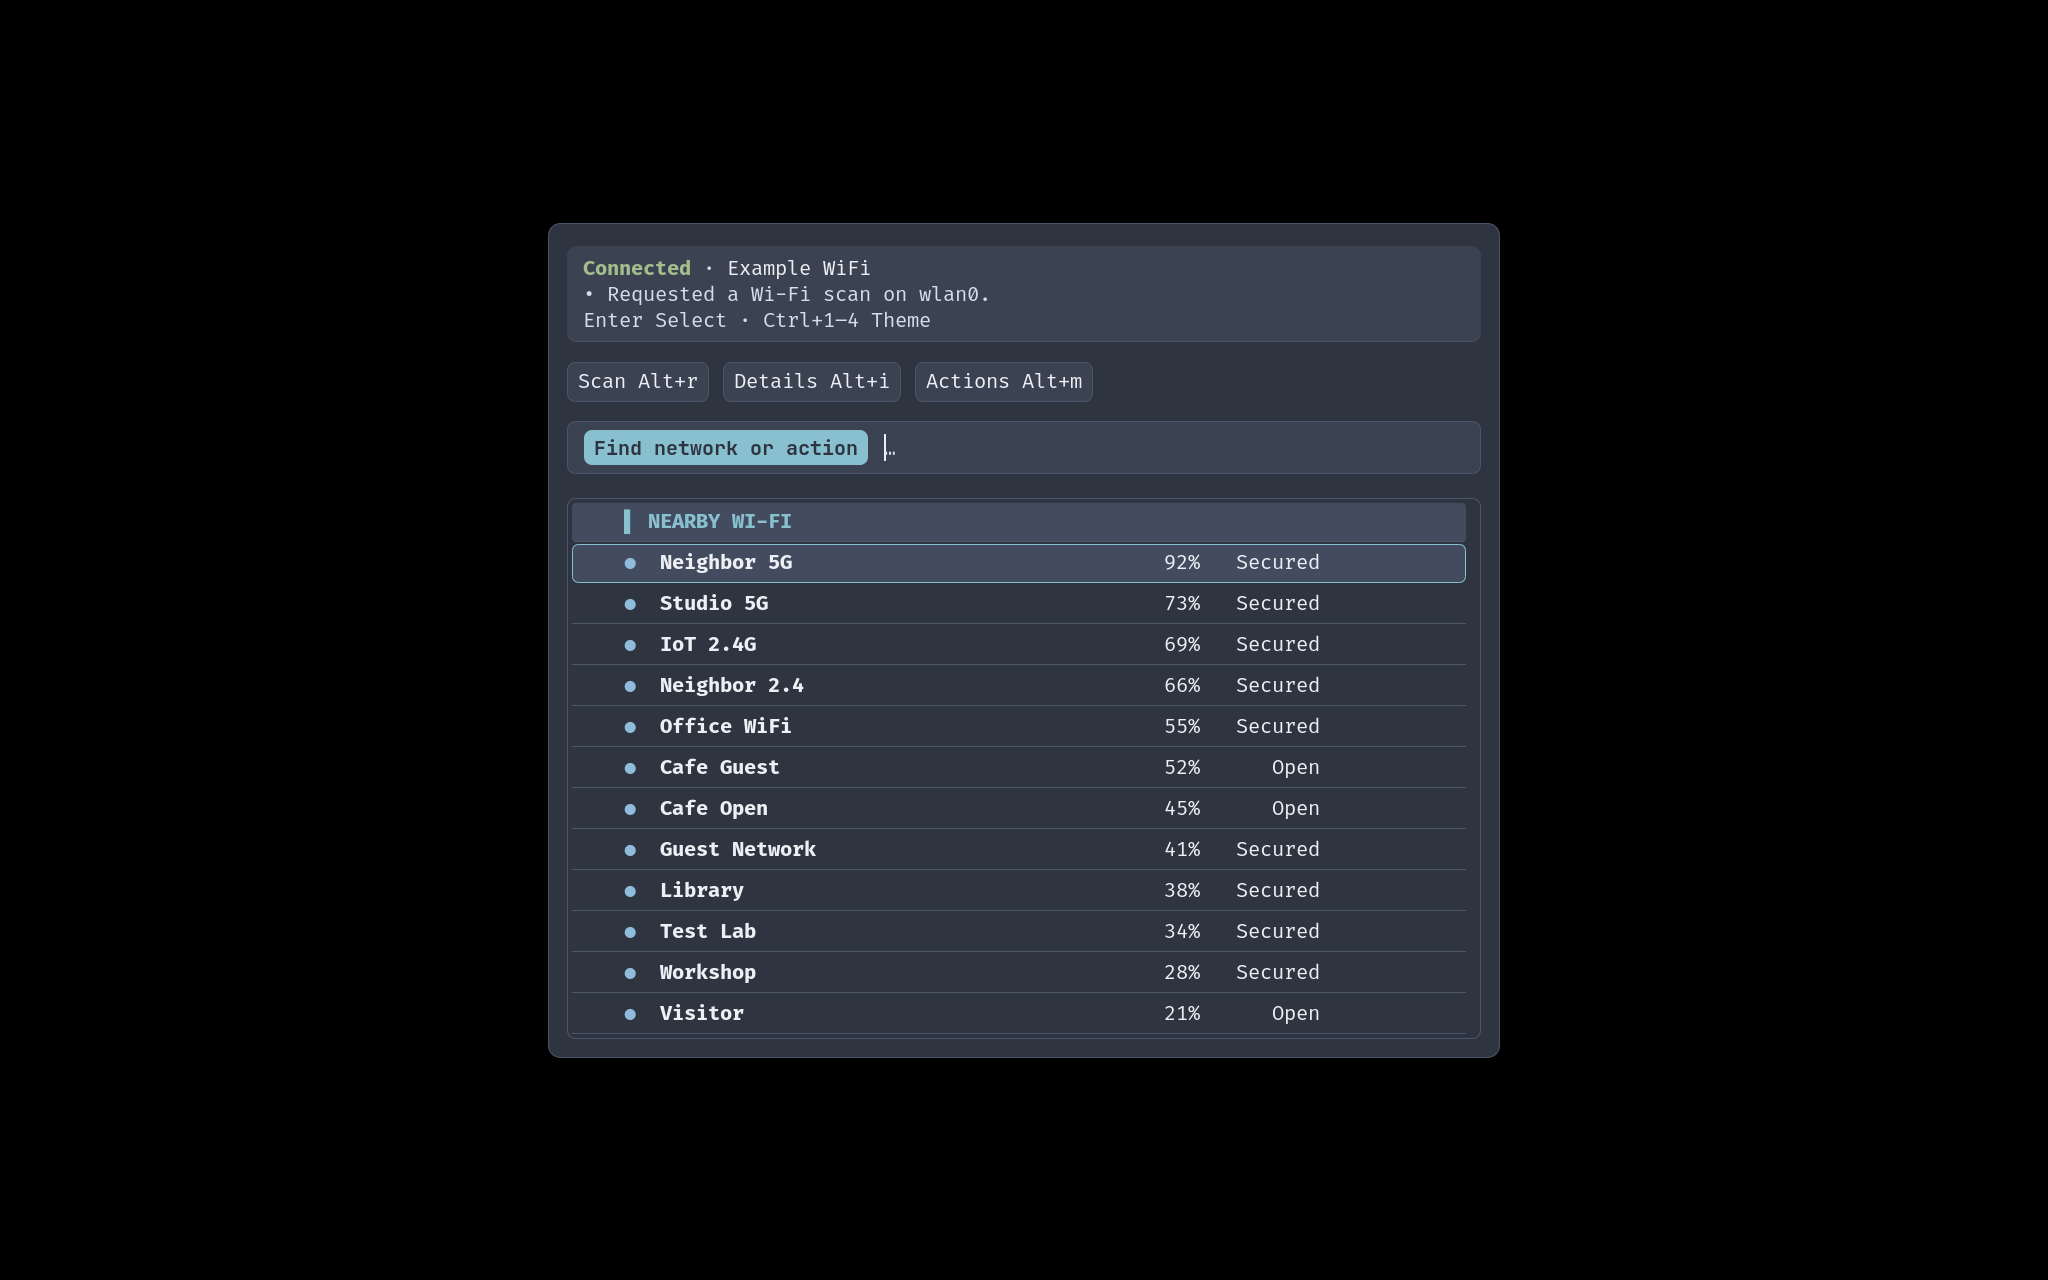 Connected · Example WiFi
• Requested a Wi-Fi scan on wlan0.
Enter Select · Ctrl+1–4 Theme
Scan Alt+r Details Alt+i Actions Alt+m
Find network or action …
NEARBY WI-FI
● Neighbor 5G 92% Secured
● Studio 5G 73% Secured
● IoT 2.4G 69% Secured
● Neighbor 2.4 66% Secured
● Office WiFi 55% Secured
● Cafe Guest 52% Open
● Cafe Open 45% Open
● Guest Network 41% Secured
● Library 38% Secured
● Test Lab 34% Secured
● Workshop 28% Secured
● Visitor 21% Open